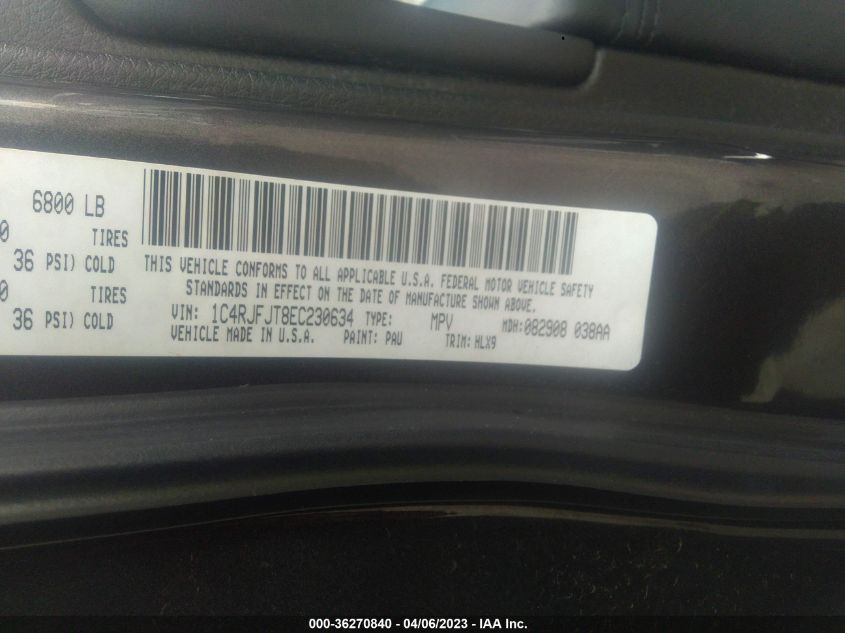 6800 LB
0 TIRES
36 PSI) COLD
0 TIRES
36 PSI) COLD
THIS VEHICLE CONFORMS TO ALL APPLICABLE U.S.A. FEDERAL MOTOR VEHICLE SAFETY
STANDARDS IN EFFECT ON THE DATE OF MANUFACTURE SHOWN ABOVE.
VIN: 1C4RJFJT8EC230634 TYPE: MPV MDH:082908 038AA
VEHICLE MADE IN U.S.A. PAINT: PAU TRIM: HLX9
000-36270840 - 04/06/2023 - IAA Inc.